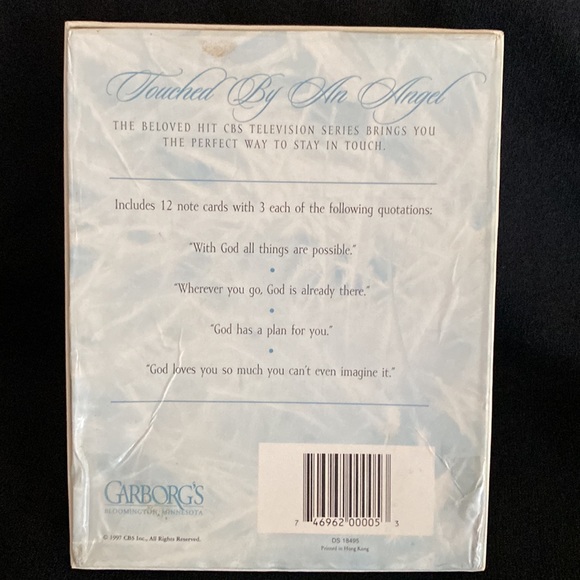 Touched By An Angel
THE BELOVED HIT CBS TELEVISION SERIES BRINGS YOU
THE PERFECT WAY TO STAY IN TOUCH.
Includes 12 note cards with 3 each of the following quotations:
"With God all things are possible."
•
"Wherever you go, God is already there."
•
"God has a plan for you."
•
"God loves you so much you can't even imagine it."
GARBORG'S
BLOOMINGTON, MINNESOTA
© 1997 CBS Inc., All Rights Reserved.
7 46962 00005 3
DS 18495
Printed in Hong Kong